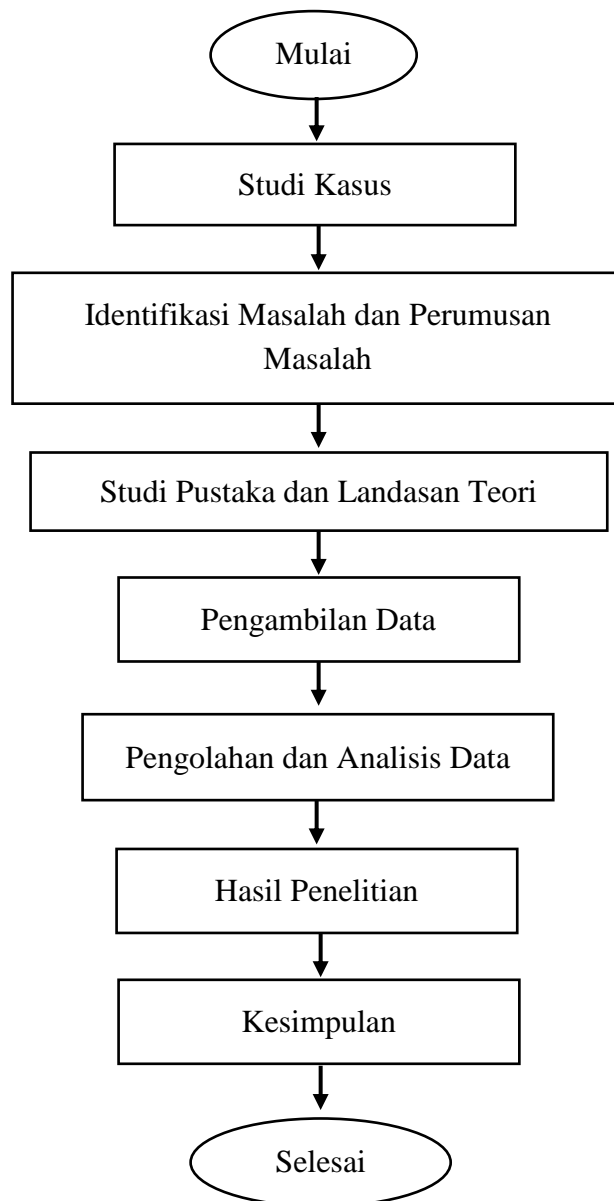 Mulai
Studi Kasus
Identifikasi Masalah dan Perumusan
Masalah
Studi Pustaka dan Landasan Teori
Pengambilan Data
Pengolahan dan Analisis Data
Hasil Penelitian
Kesimpulan
Selesai